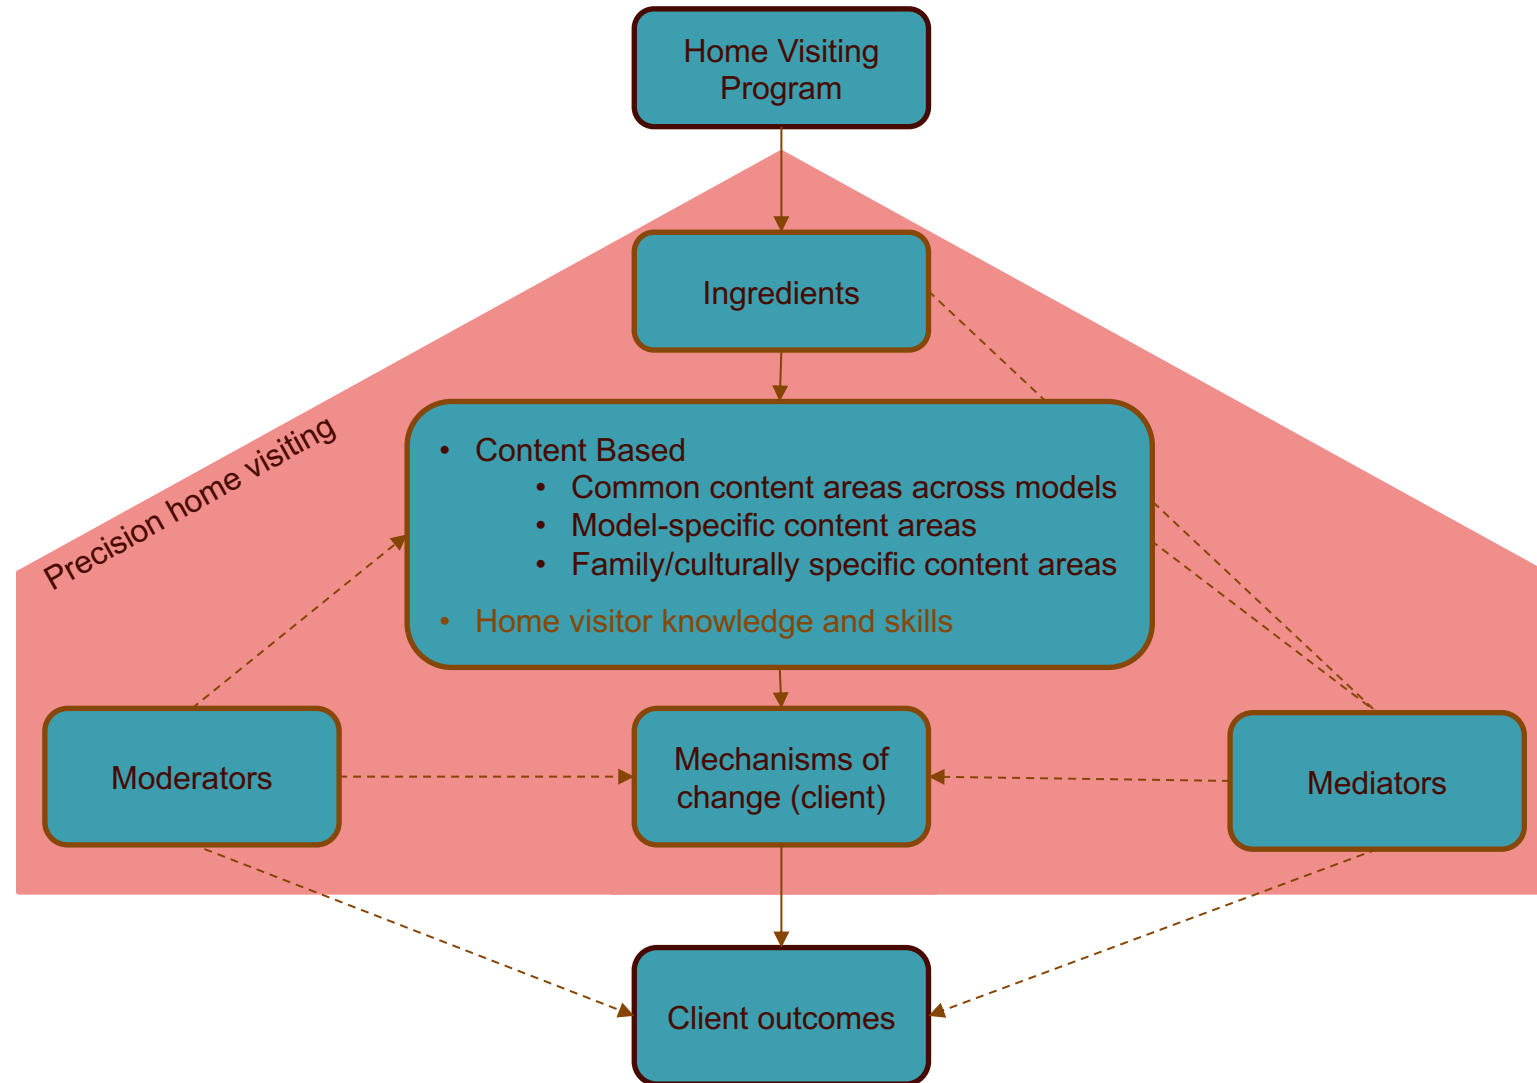 Home Visiting
Program
Ingredients
Precision home visiting
• Content Based
• Common content areas across models
• Model-specific content areas
• Family/culturally specific content areas
• Home visitor knowledge and skills
Moderators
Mechanisms of
change (client)
Mediators
Client outcomes